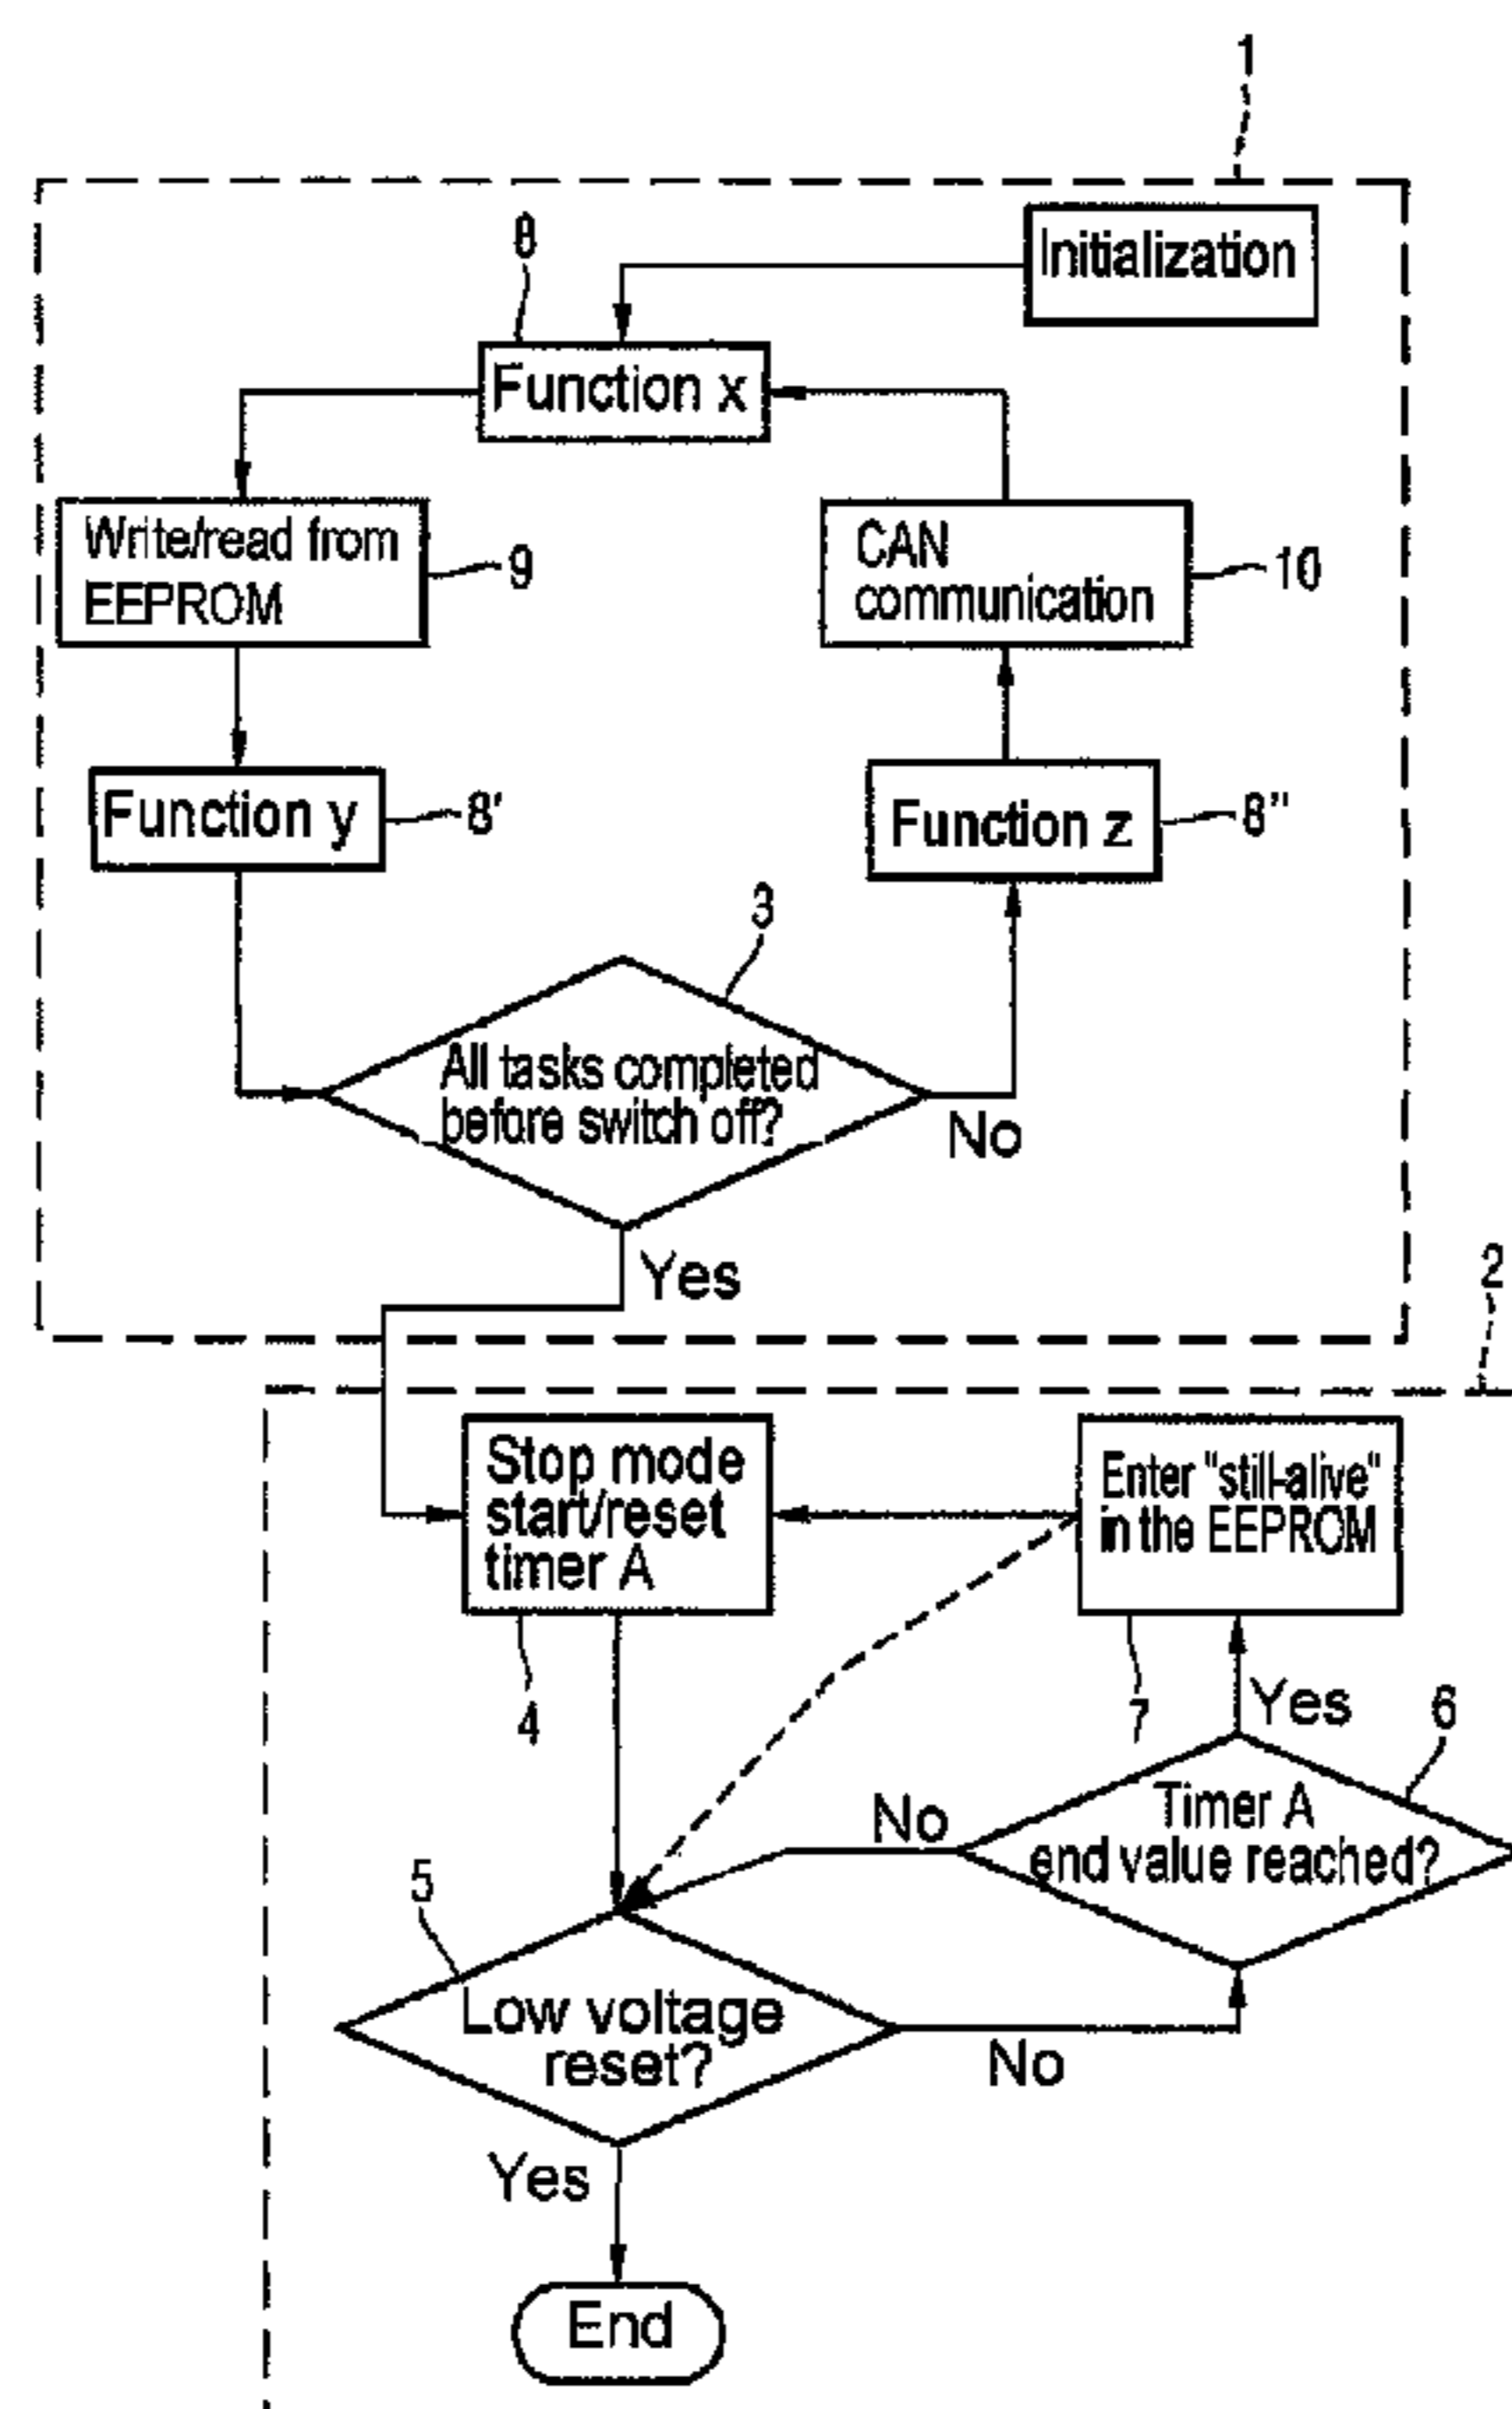 1
Initialization
8
Function x
Write/read from
EEPROM
9
CAN
communication
10
Function y
8'
Function z
8"
3
All tasks completed
before switch off?
No
Yes
2
Stop mode
start/reset
timer A
4
Enter "still-alive"
in the EEPROM
7
Yes
6
Timer A
end value reached?
No
5
Low voltage
reset?
No
Yes
End